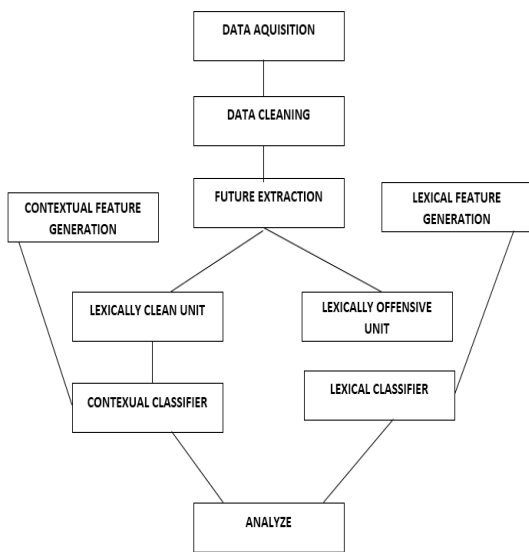 DATA AQUISITION
DATA CLEANING
FUTURE EXTRACTION
CONTEXTUAL FEATURE
GENERATION
LEXICAL FEATURE
GENERATION
LEXICALLY CLEAN UNIT
LEXICALLY OFFENSIVE
UNIT
CONTEXUAL CLASSIFIER
LEXICAL CLASSIFIER
ANALYZE